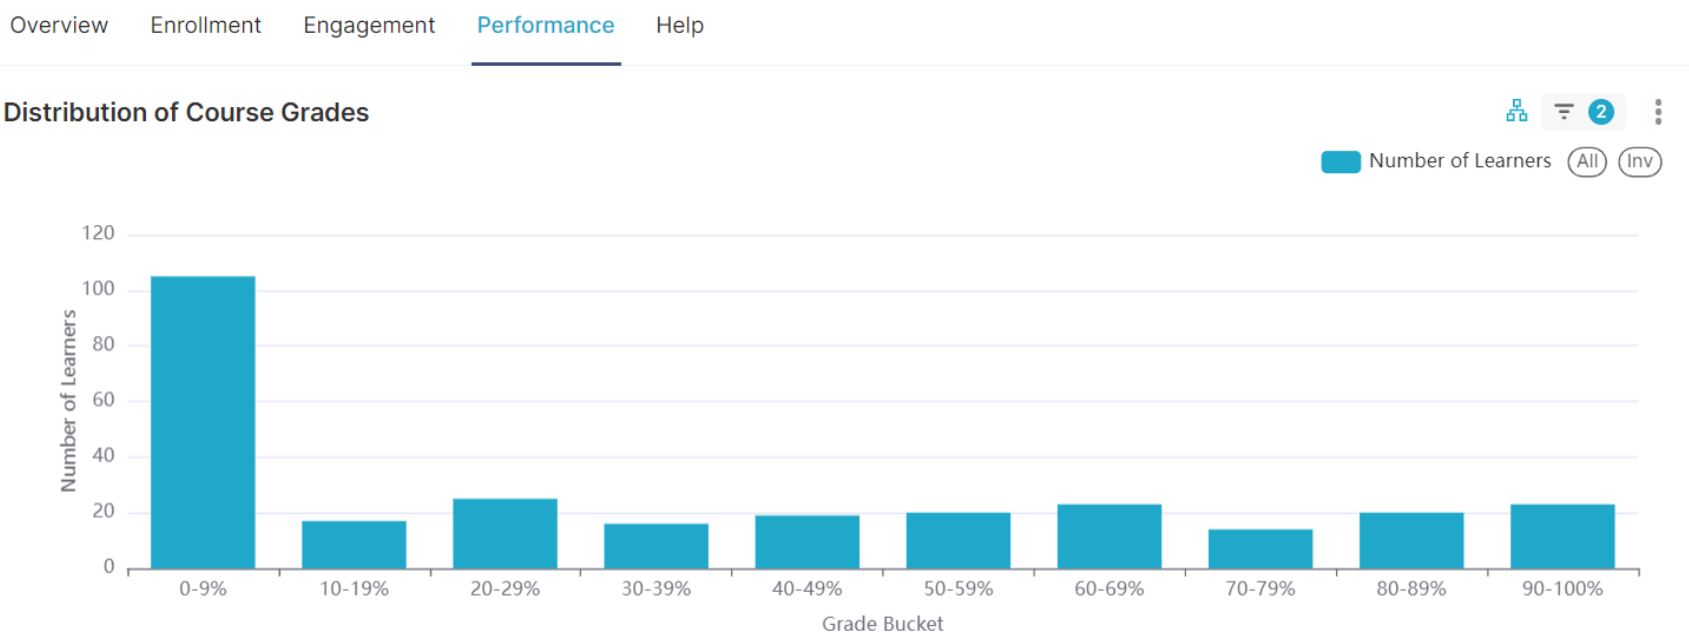 Overview Enrollment Engagement Performance Help
Distribution of Course Grades
2
Number of Learners All Inv
120
100
80
60
40
20
0
Number of Learners
0-9% 10-19% 20-29% 30-39% 40-49% 50-59% 60-69% 70-79% 80-89% 90-100%
Grade Bucket